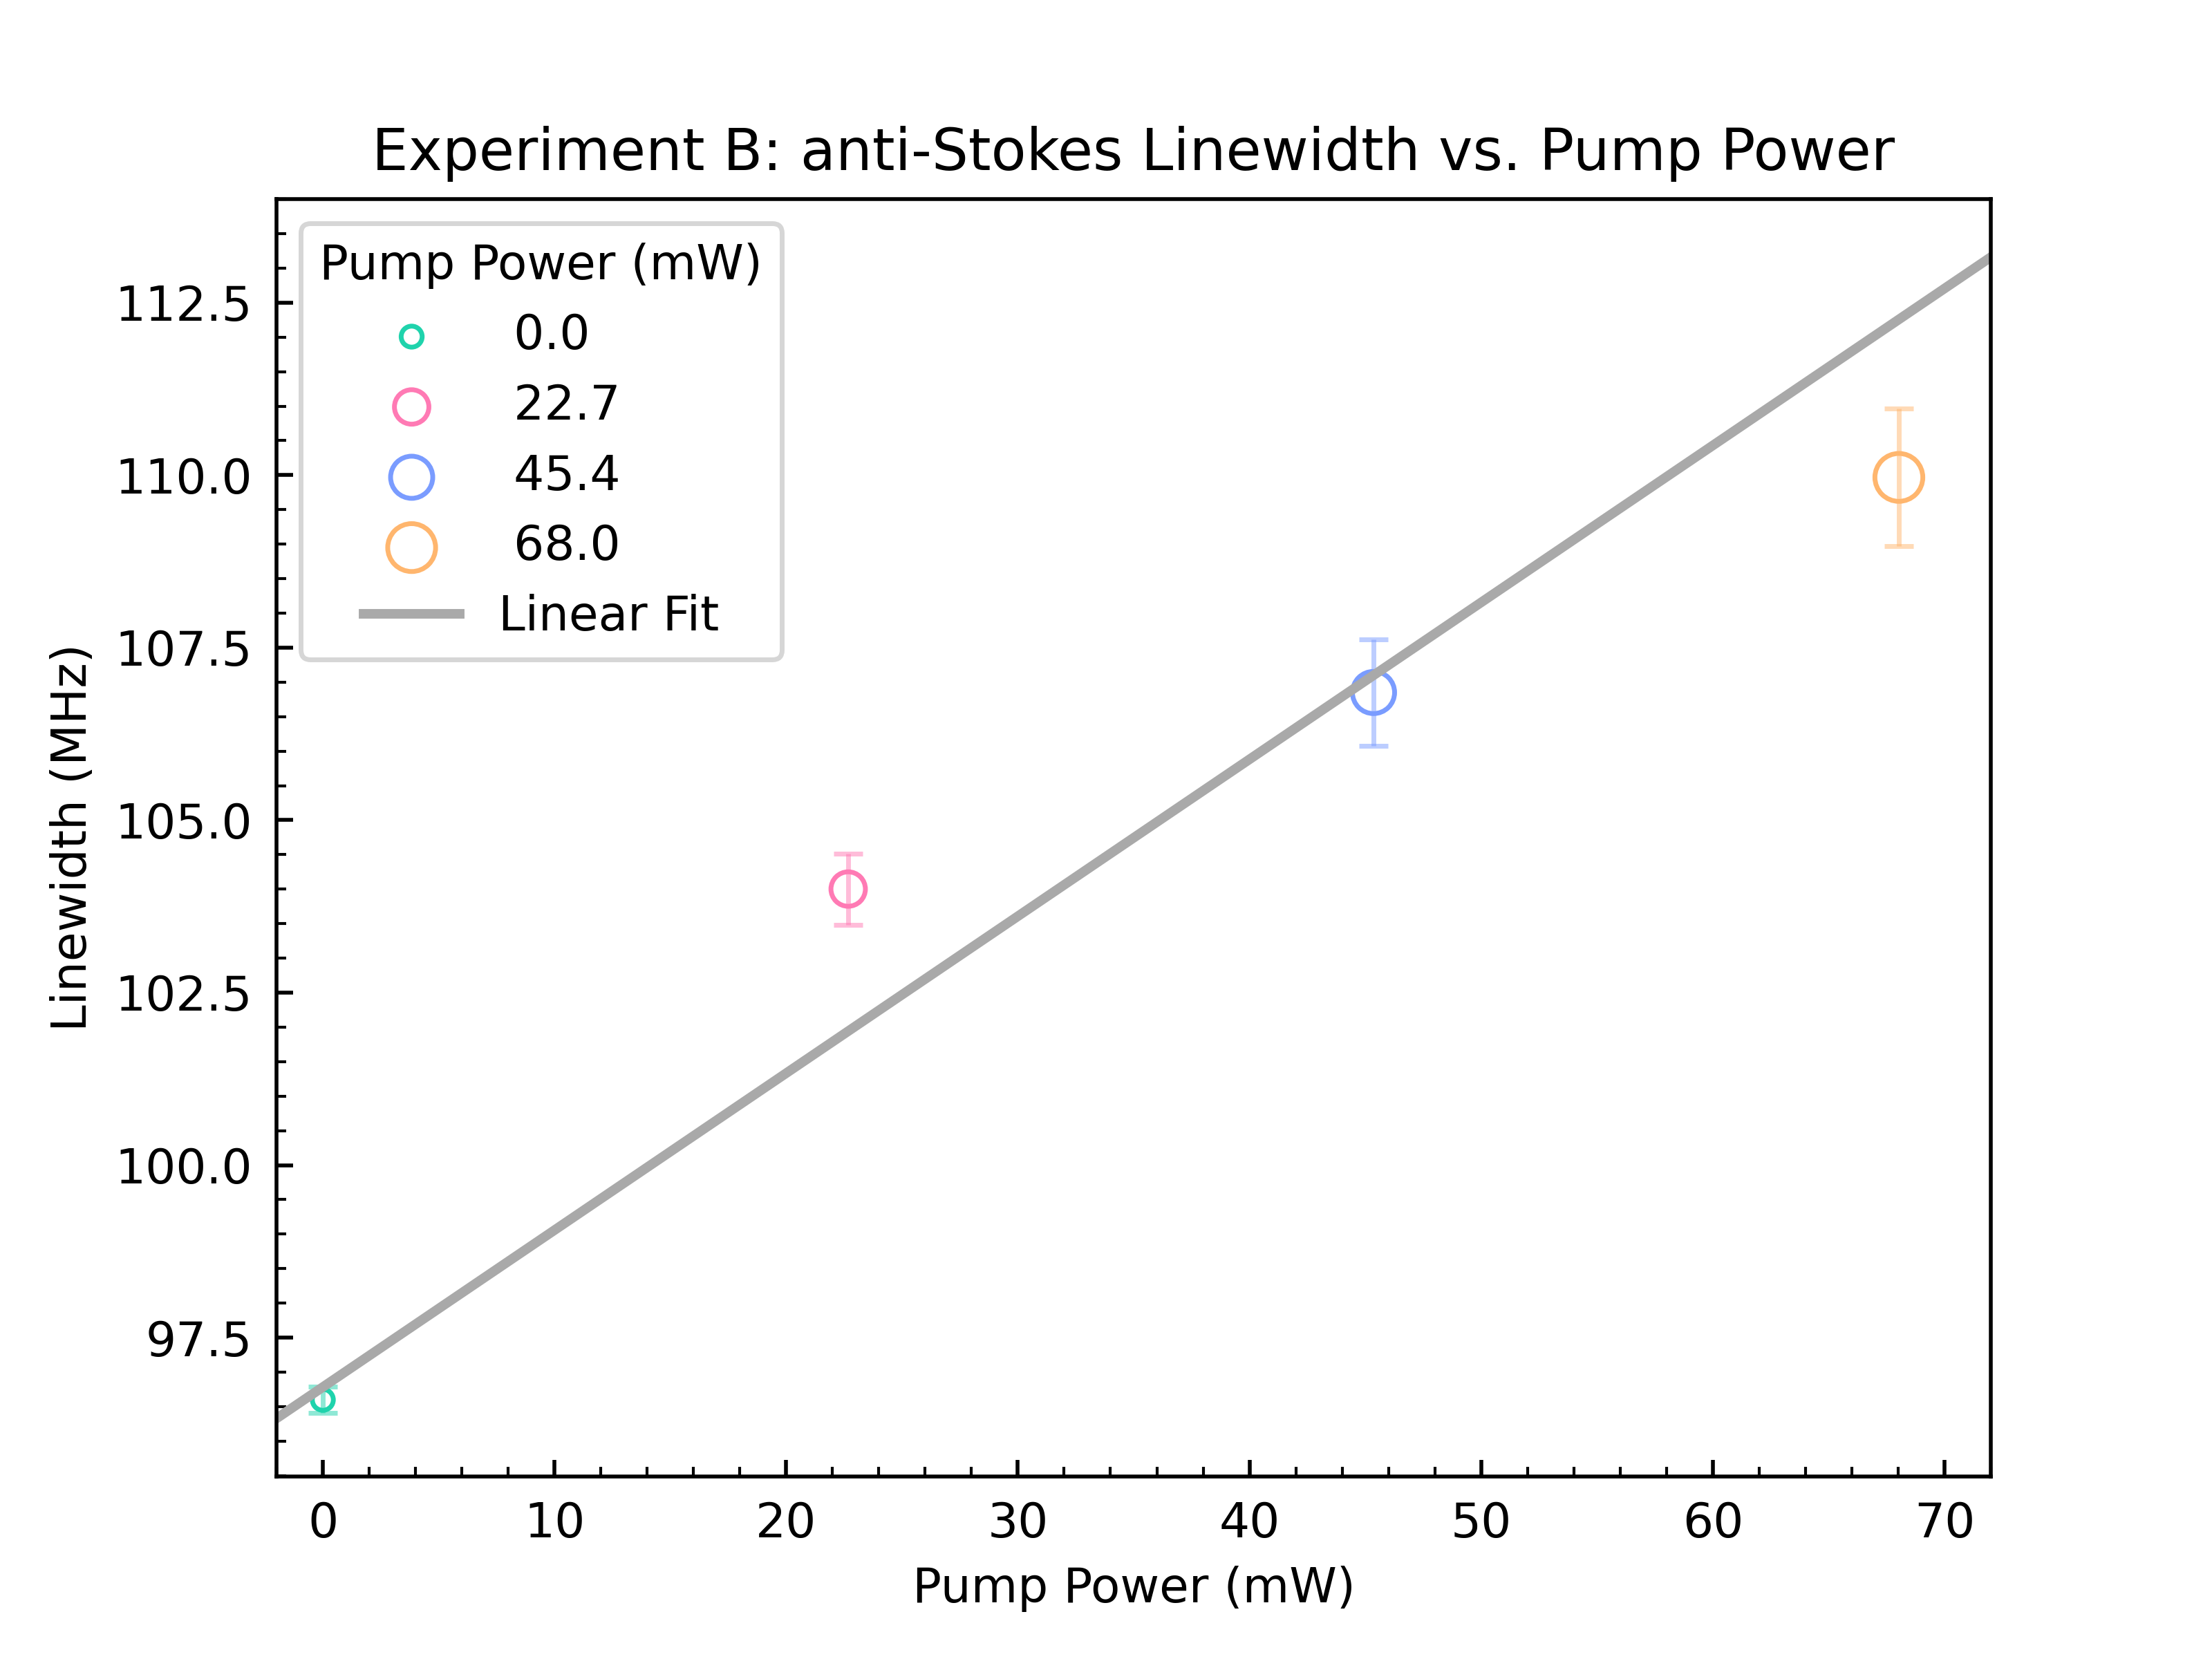 Experiment B: anti-Stokes Linewidth vs. Pump Power
Pump Power (mW)
0.0
22.7
45.4
68.0
Linear Fit
Linewidth (MHz)
112.5
110.0
107.5
105.0
102.5
100.0
97.5
0 10 20 30 40 50 60 70
Pump Power (mW)